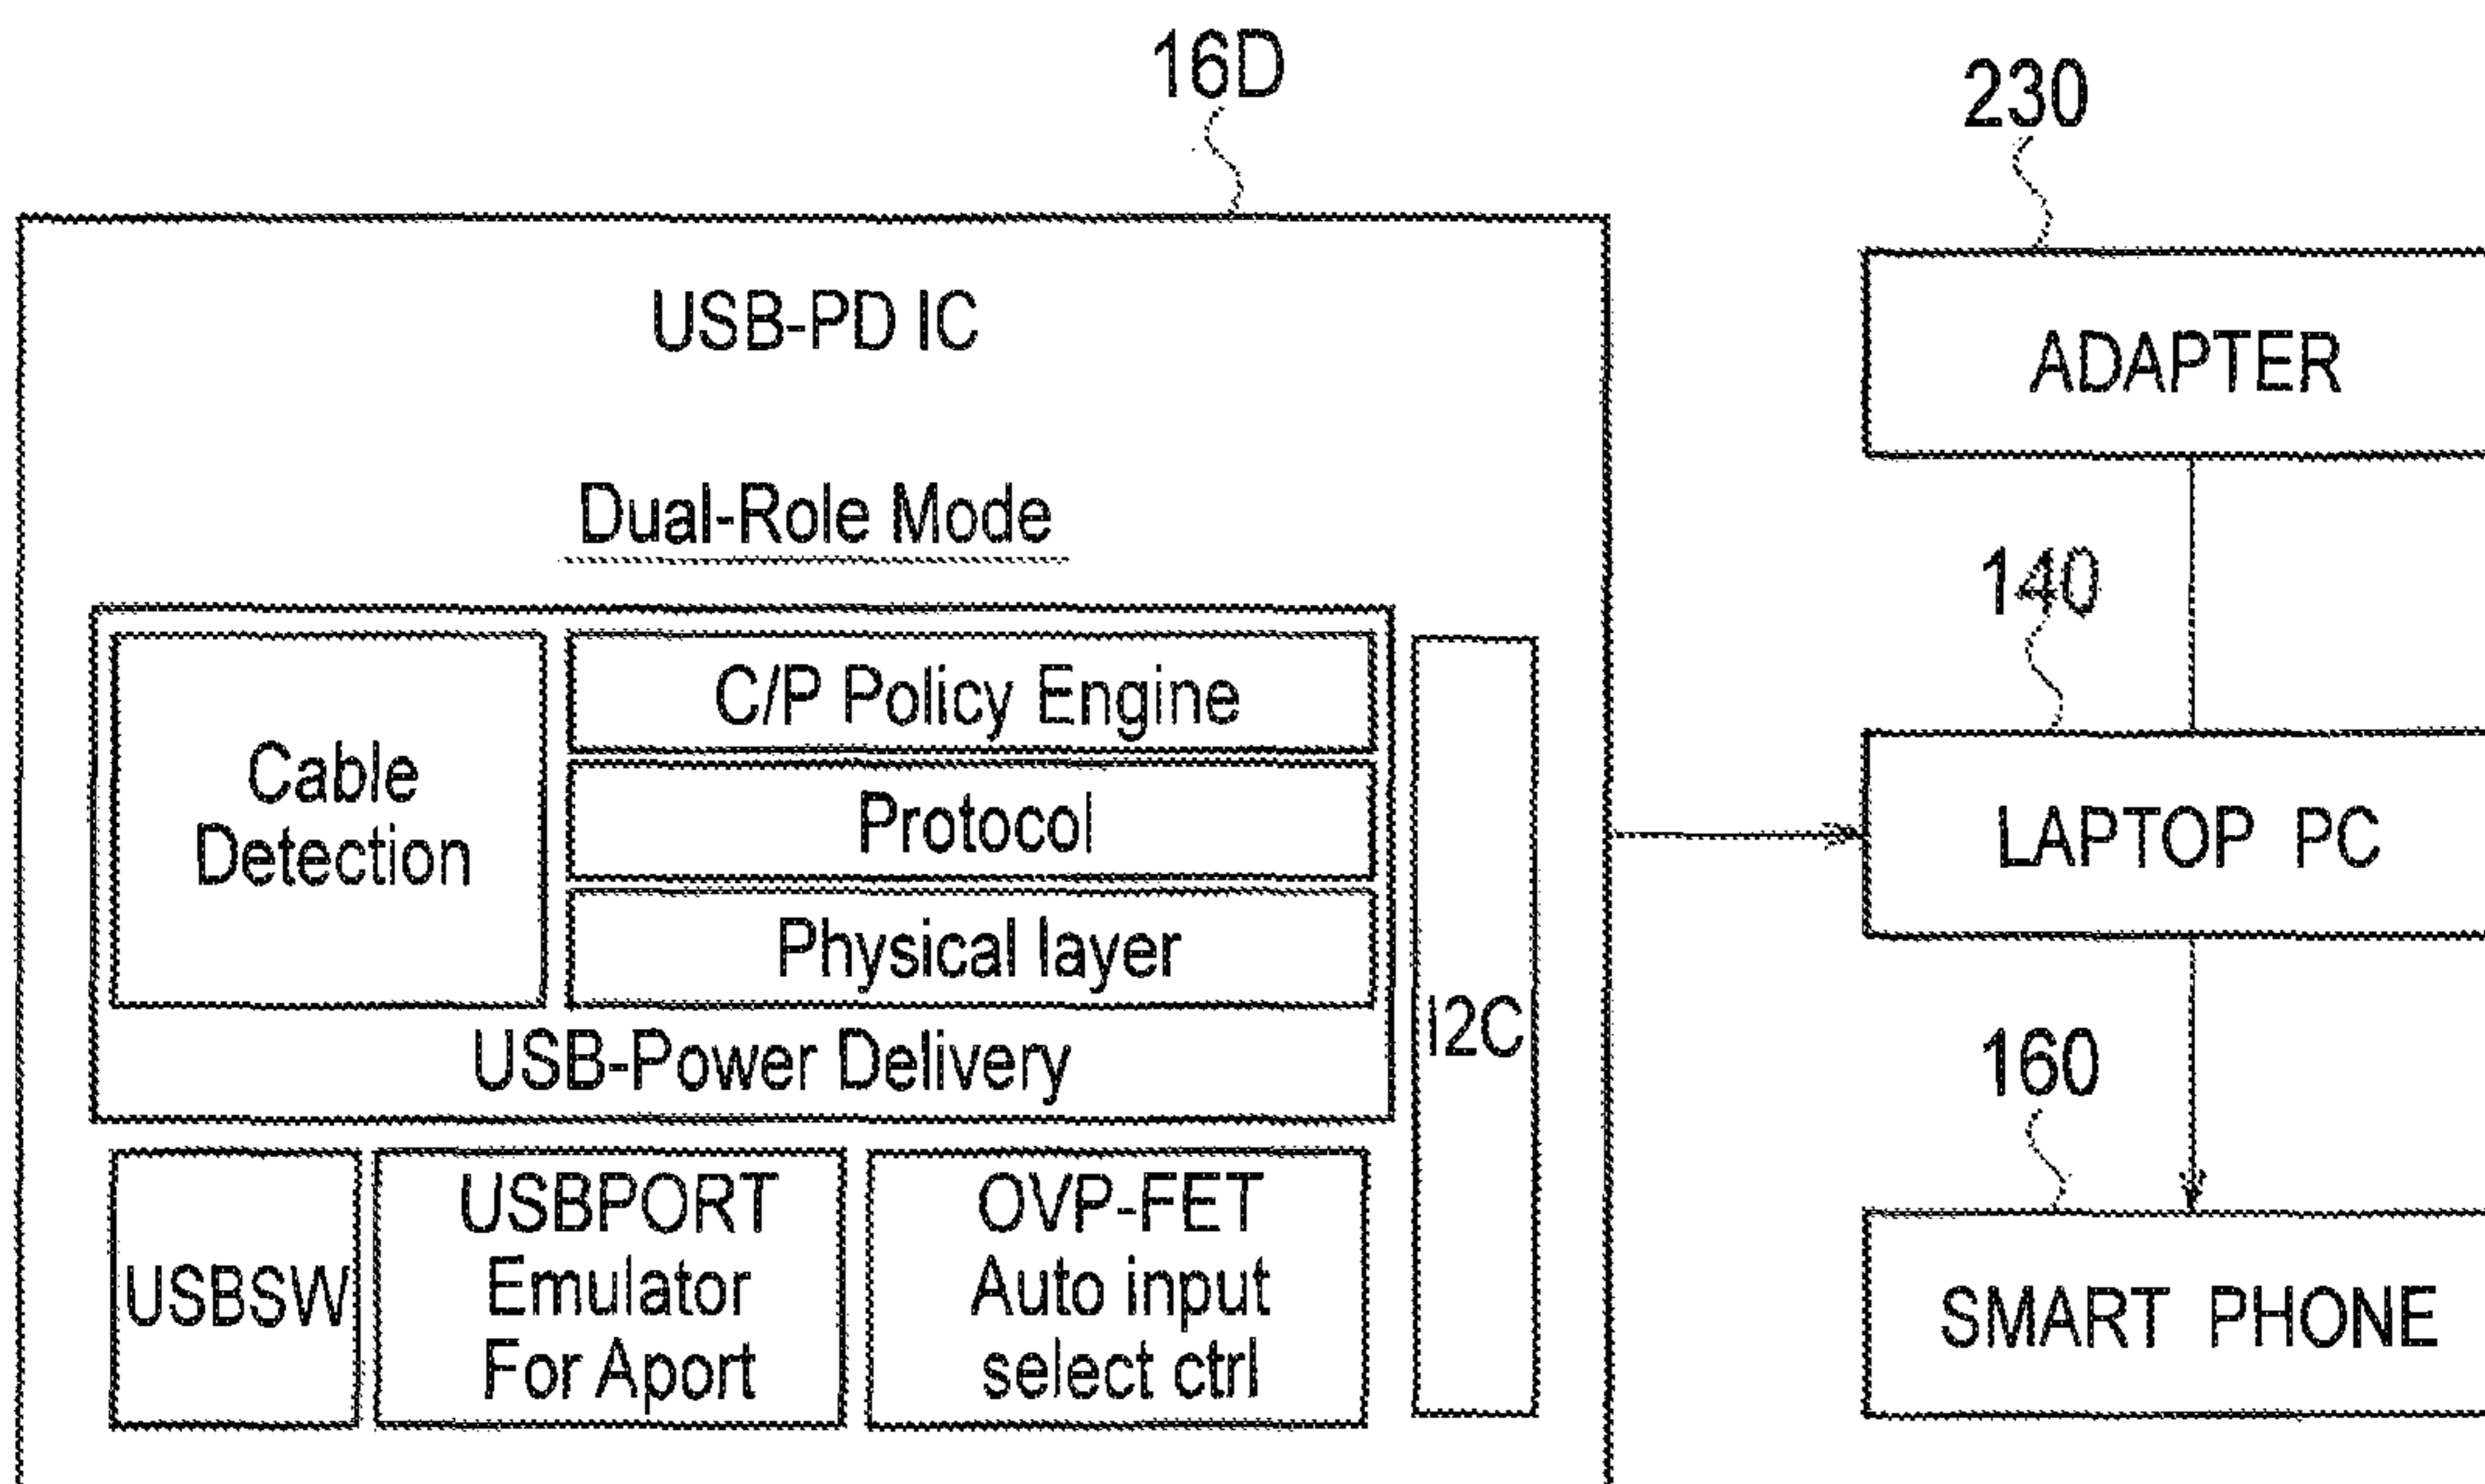 16D
USB-PD IC
Dual-Role Mode
Cable
Detection
C/P Policy Engine
Protocol
Physical layer
USB-Power Delivery
I2C
USBSW
USBPORT
Emulator
For Aport
OVP-FET
Auto input
select ctrl
230
ADAPTER
140
LAPTOP PC
160
SMART PHONE